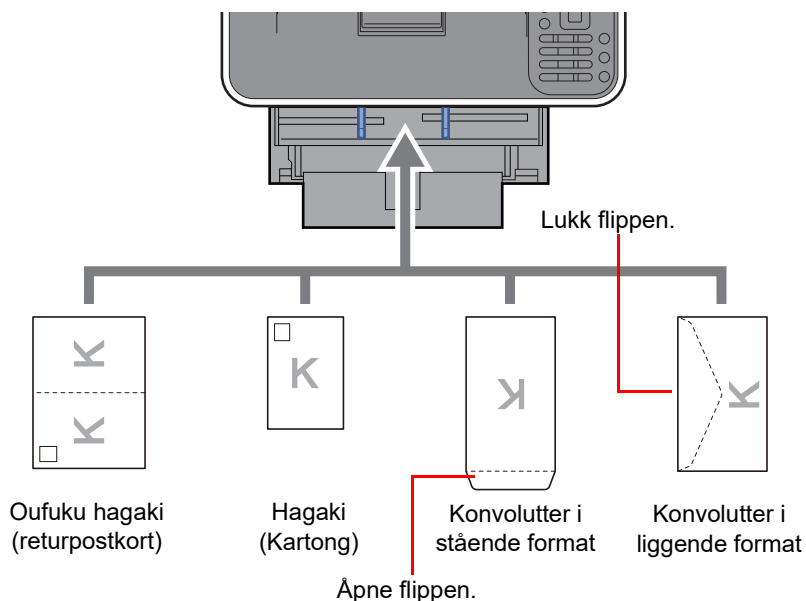 Lukk flippen.
K
K
K
K
K
Oufuku hagaki
(returpostkort)
Hagaki
(Kartong)
Konvolutter i
stående format
Konvolutter i
liggende format
Åpne flippen.